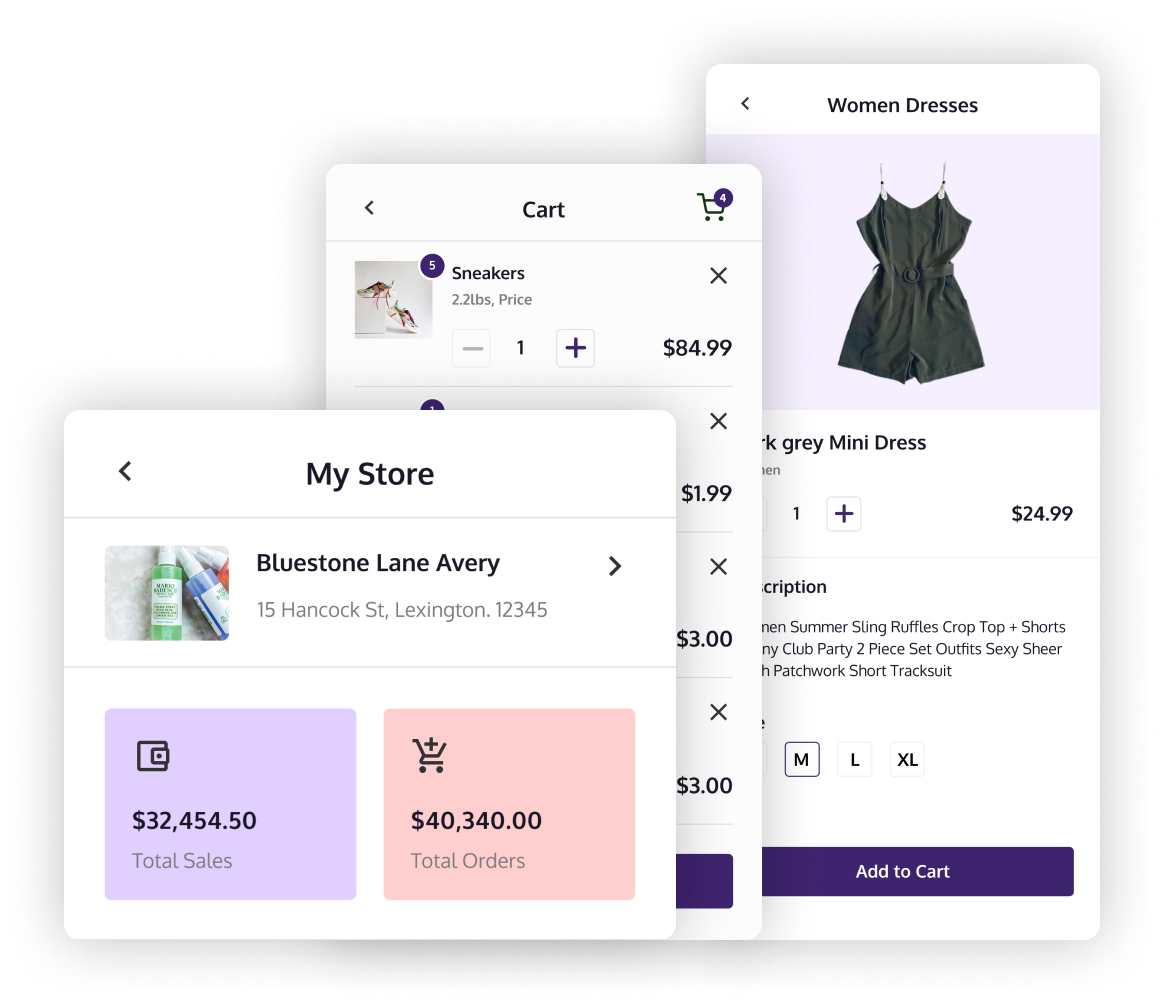 Women Dresses
rk grey Mini Dress
1
$24.99
scription
nen Summer Sling Ruffles Crop Top + Shorts
ny Club Party 2 Piece Set Outfits Sexy Sheer
h Patchwork Short Tracksuit
M
L
XL
Add to Cart
Cart
4
5
Sneakers
2.2lbs, Price
1
$84.99
$1.99
$3.00
$3.00
My Store
Bluestone Lane Avery
15 Hancock St, Lexington. 12345
MARIO
BADESCU
$32,454.50
Total Sales
$40,340.00
Total Orders